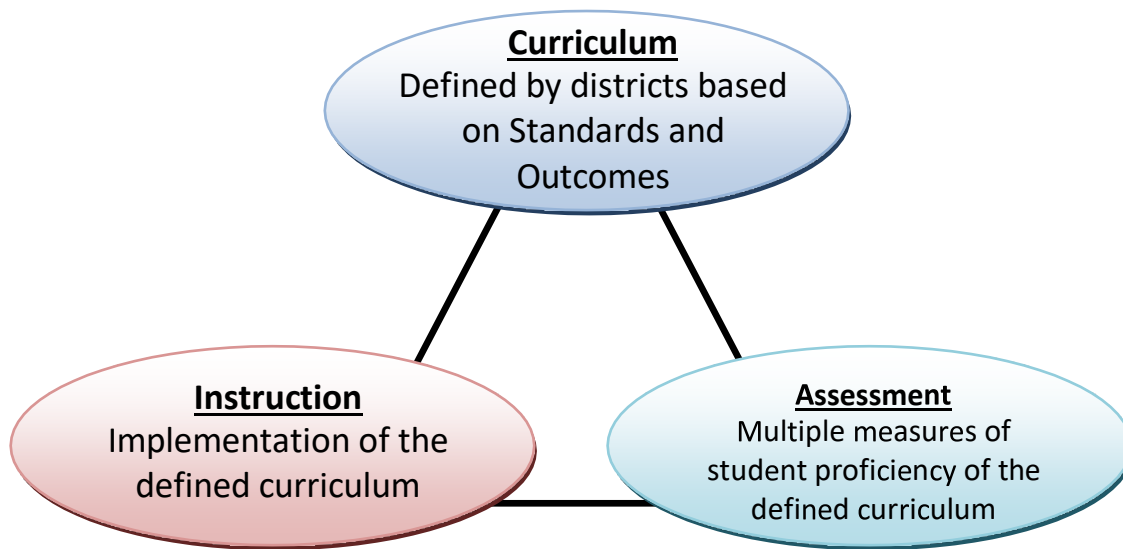 Curriculum
Defined by districts based
on Standards and
Outcomes
Instruction
Implementation of the
defined curriculum
Assessment
Multiple measures of
student proficiency of the
defined curriculum